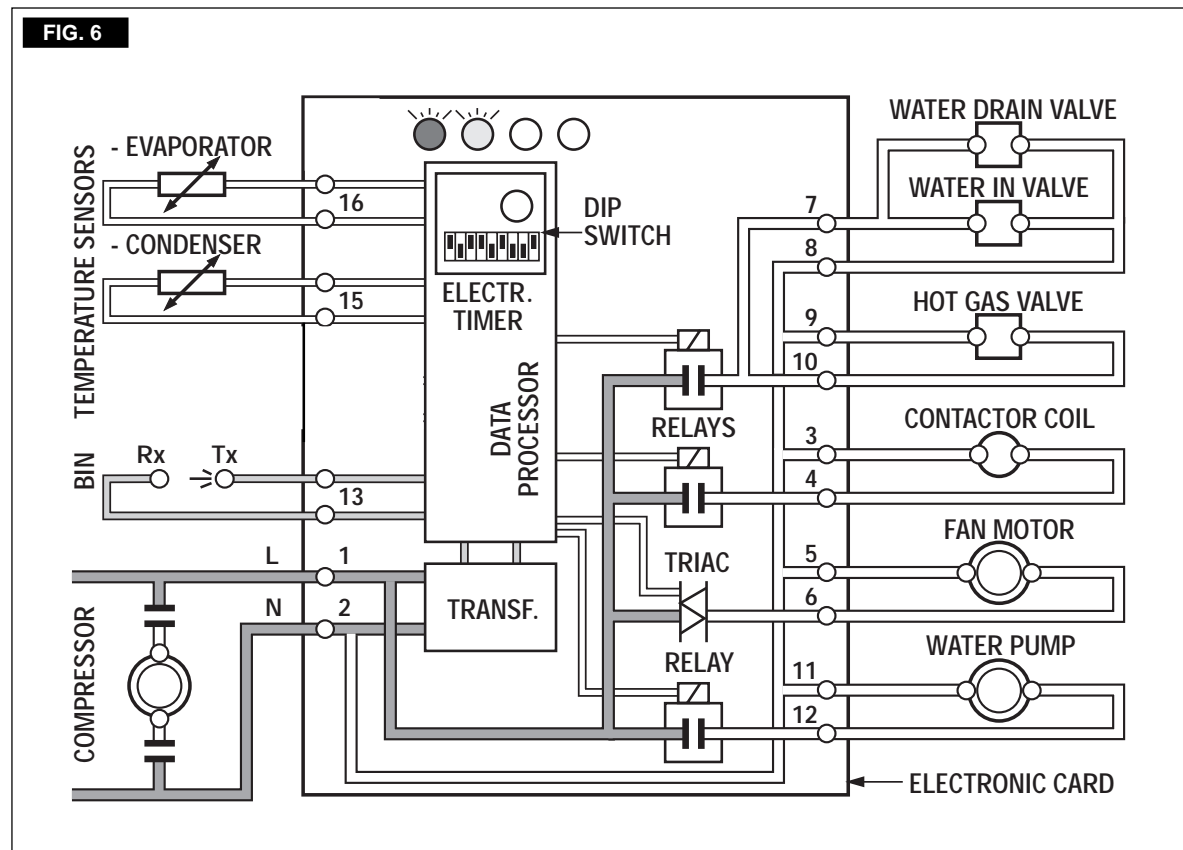 FIG. 6
TEMPERATURE SENSORS
- EVAPORATOR
16
- CONDENSER
15
BIN
Rx
Tx
13
L
1
N
2
COMPRESSOR
DIP
SWITCH
ELECTR.
TIMER
DATA
PROCESSOR
TRANSF.
RELAYS
TRIAC
RELAY
WATER DRAIN VALVE
WATER IN VALVE
7
8
HOT GAS VALVE
9
10
CONTACTOR COIL
3
4
FAN MOTOR
5
6
WATER PUMP
11
12
ELECTRONIC CARD